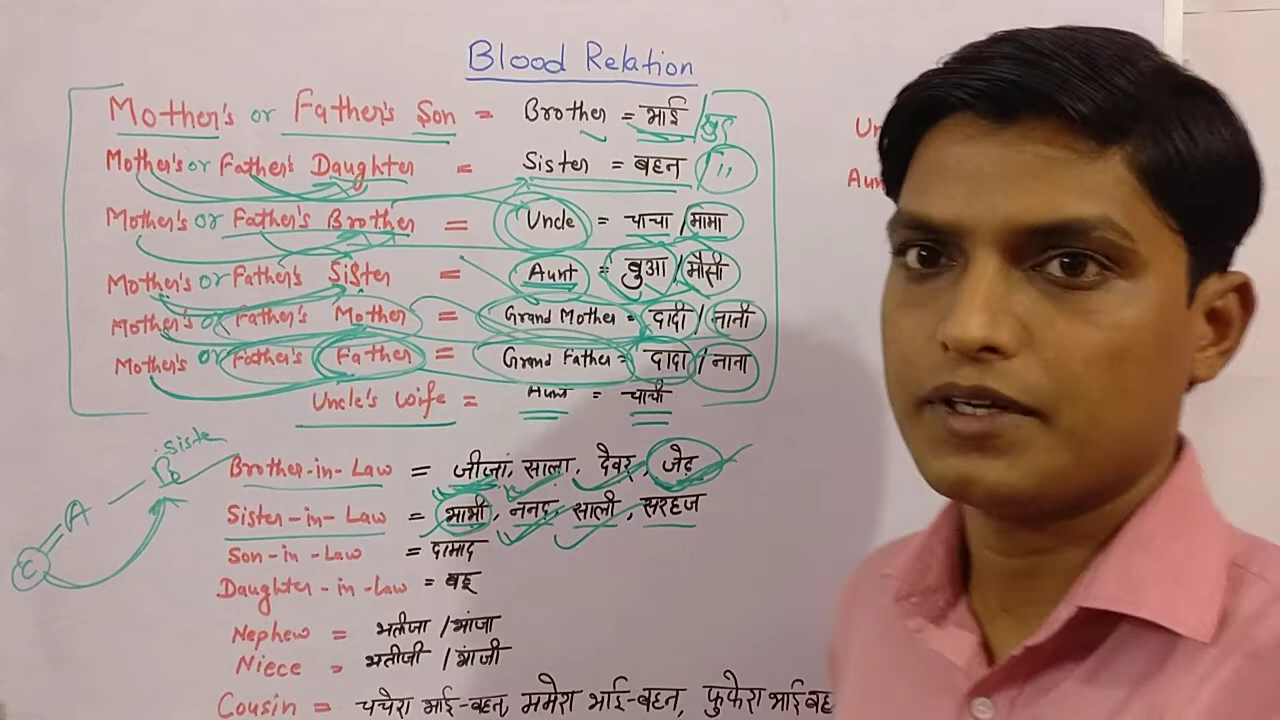 Blood Relation
Mother's or Father's Son = Brother = भाई / खुद
Mother's or Father's Daughter = Sister = बहन / ,,
Mother's or Father's Brother = Uncle = चाचा / मामा
Mother's or Father's Sister = Aunt = बुआ / मौसी
Mother's or Father's Mother = Grand Mother = दादी / नानी
Mother's or Father's Father = Grand Father = दादा / नाना
Uncle's wife = Aunt = चाची
Un
Aun
Siste
B
A
C
Brother-in-Law = जीजा, साला, देवर, जेठ
Sister-in-Law = भाभी, ननद, साली, सरहज
Son-in-Law = दामाद
Daughter-in-Law = बहू
Nephew = भतीजा / भांजा
Niece = भतीजी / भांजी
Cousin = चचेरा भाई-बहन, ममेरा भाई-बहन, फुफेरा भाई बह